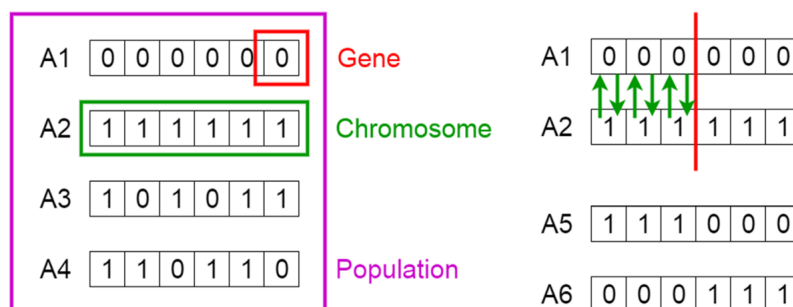 A1 0 0 0 0 0 0 Gene
A2 1 1 1 1 1 1 Chromosome
A3 1 0 1 0 1 1
A4 1 1 0 1 1 0 Population
A1 0 0 0 0 0 0
A2 1 1 1 1 1 1
A5 1 1 1 0 0 0
A6 0 0 0 1 1 1